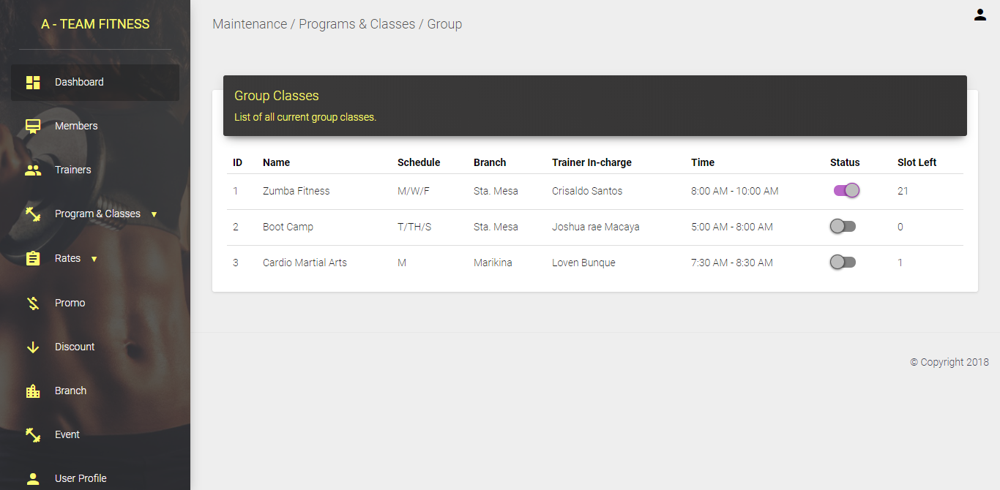 A - TEAM FITNESS
Dashboard
Members
Trainers
Program & Classes ▼
Rates ▼
Promo
Discount
Branch
Event
User Profile
Maintenance / Programs & Classes / Group
Group Classes
List of all current group classes.
ID Name Schedule Branch Trainer In-charge Time Status Slot Left
1 Zumba Fitness M/W/F Sta. Mesa Crisaldo Santos 8:00 AM - 10:00 AM 21
2 Boot Camp T/TH/S Sta. Mesa Joshua rae Macaya 5:00 AM - 8:00 AM 0
3 Cardio Martial Arts M Marikina Loven Bunque 7:30 AM - 8:30 AM 1
© Copyright 2018